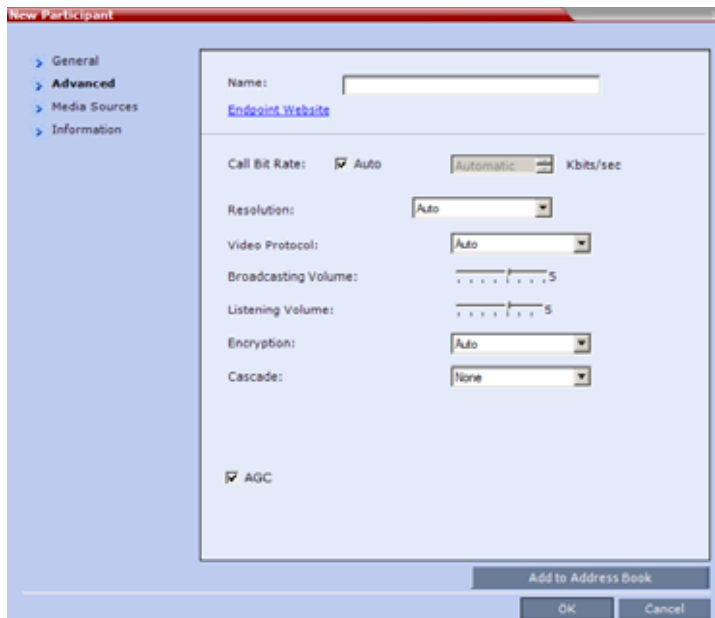 New Participant
General
Advanced
Media Sources
Information
Name:
Endpoint Website
Call Bit Rate: Auto Automatic Kbits/sec
Resolution: Auto
Video Protocol: Auto
Broadcasting Volume: 5
Listening Volume: 5
Encryption: Auto
Cascade: None
AGC
Add to Address Book
OK Cancel